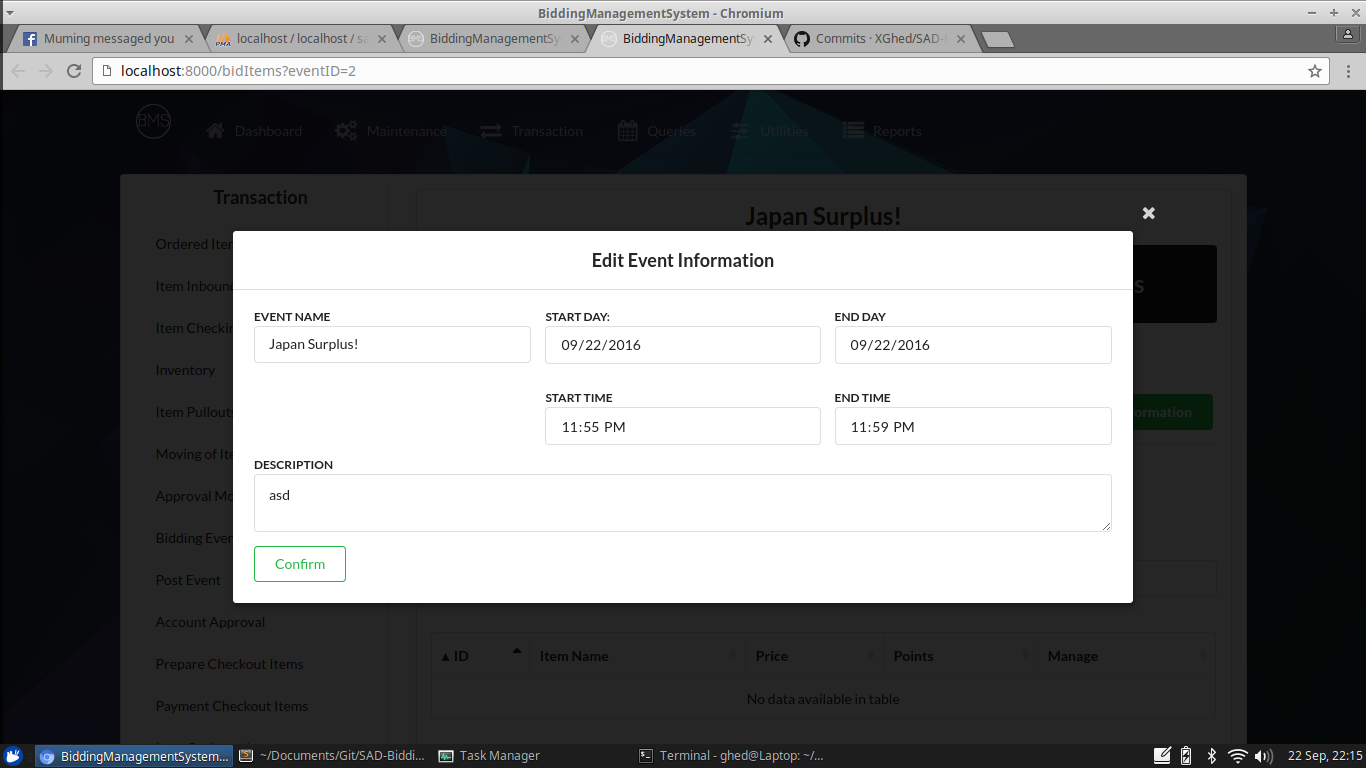 BiddingManagementSystem - Chromium
Muming messaged you
localhost / localhost / sa
BiddingManagementSy
BiddingManagementSy
Commits · XGhed/SAD-
localhost:8000/bidItems?eventID=2
BMS
Dashboard
Maintenance
Transaction
Queries
Utilities
Reports
Transaction
Japan Surplus!
Ordered Iter
Item Inboun
Item Checkin
Inventory
Item Pullouts
Moving of Ite
Approval Mo
Bidding Even
Post Event
Account Approval
Prepare Checkout Items
Payment Checkout Items
s
ormation
Edit Event Information
EVENT NAME
START DAY:
END DAY
Japan Surplus!
09/22/2016
09/22/2016
START TIME
END TIME
11:55 PM
11:59 PM
DESCRIPTION
asd
Confirm
▲ ID
Item Name
Price
Points
Manage
No data available in table
BiddingManagementSystem...
~/Documents/Git/SAD-Biddi...
Task Manager
Terminal - ghed@Laptop: ~/...
22 Sep, 22:15